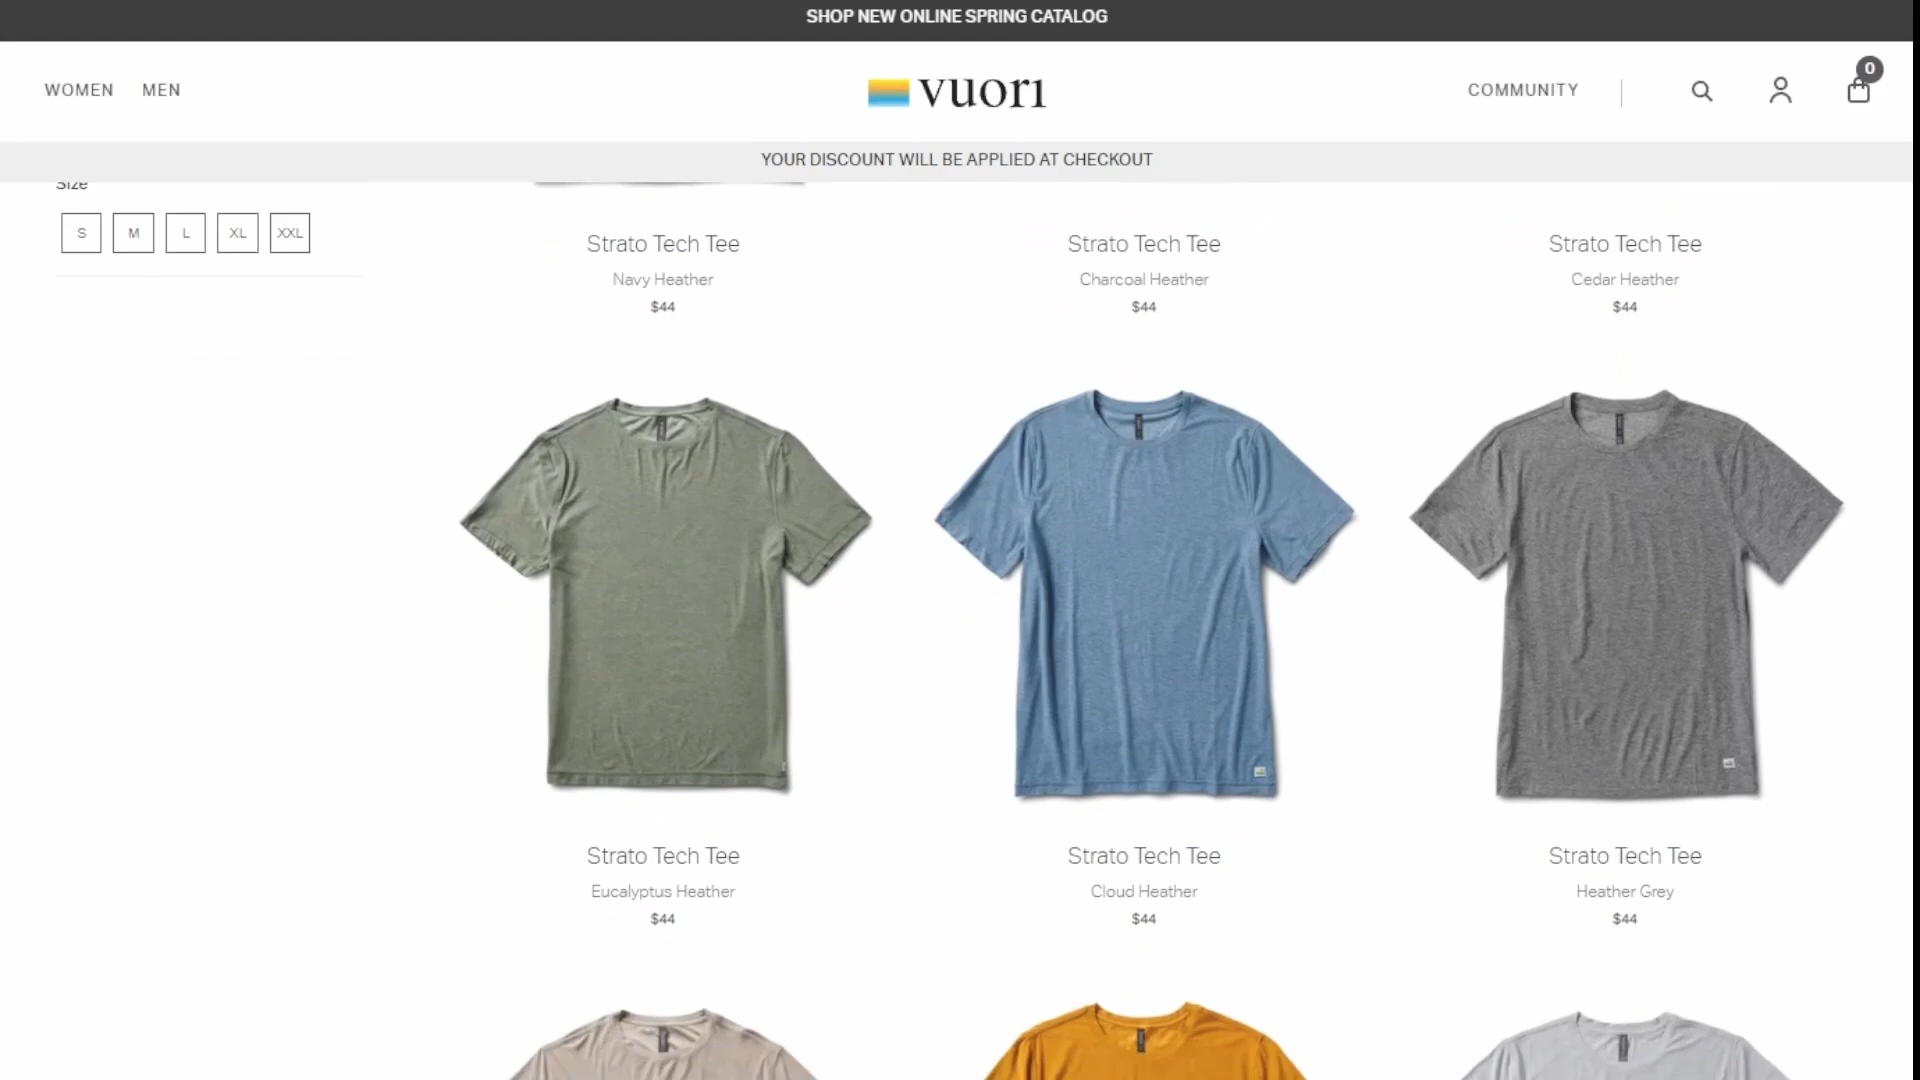 SHOP NEW ONLINE SPRING CATALOG
WOMEN MEN vuori COMMUNITY 0
YOUR DISCOUNT WILL BE APPLIED AT CHECKOUT
Size
S M L XL XXL
Strato Tech Tee Strato Tech Tee Strato Tech Tee
Navy Heather Charcoal Heather Cedar Heather
$44 $44 $44
Strato Tech Tee Strato Tech Tee Strato Tech Tee
Eucalyptus Heather Cloud Heather Heather Grey
$44 $44 $44